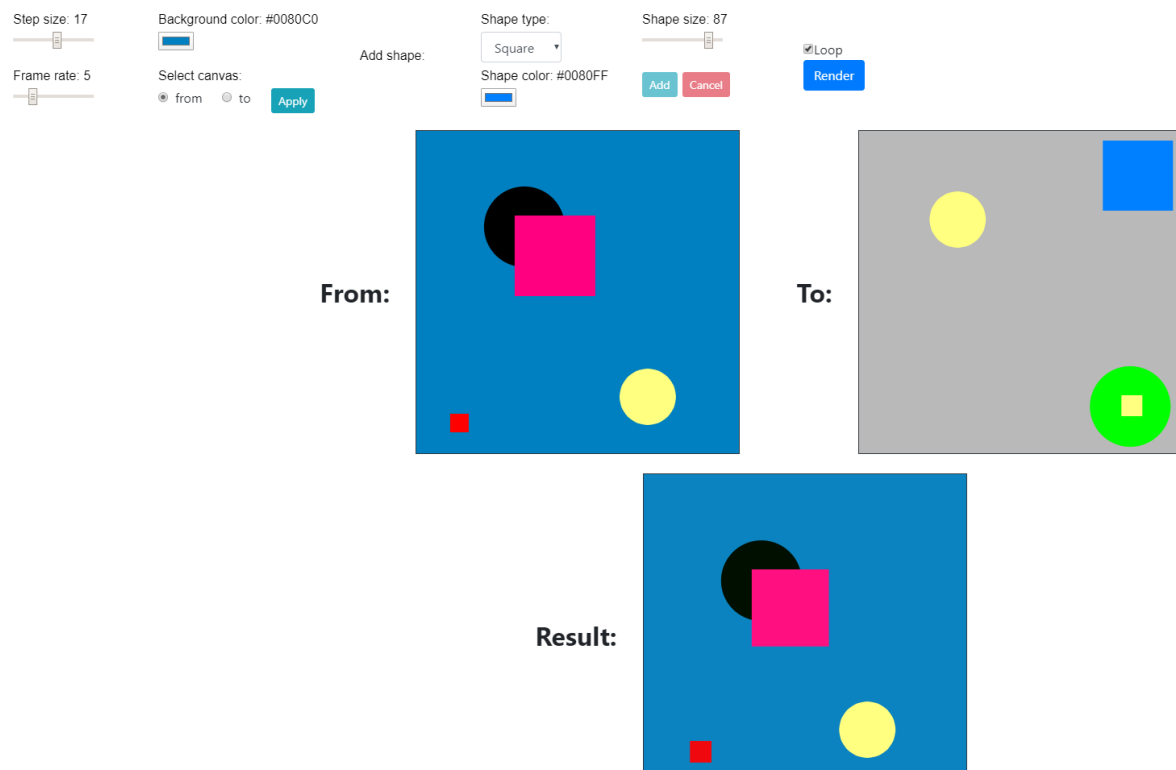 Step size: 17
Background color: #0080C0
Shape type:
Shape size: 87
Square
Add shape:
Loop
Frame rate: 5
Select canvas:
Shape color: #0080FF
Render
from
to
Apply
Add
Cancel
From:
To:
Result: